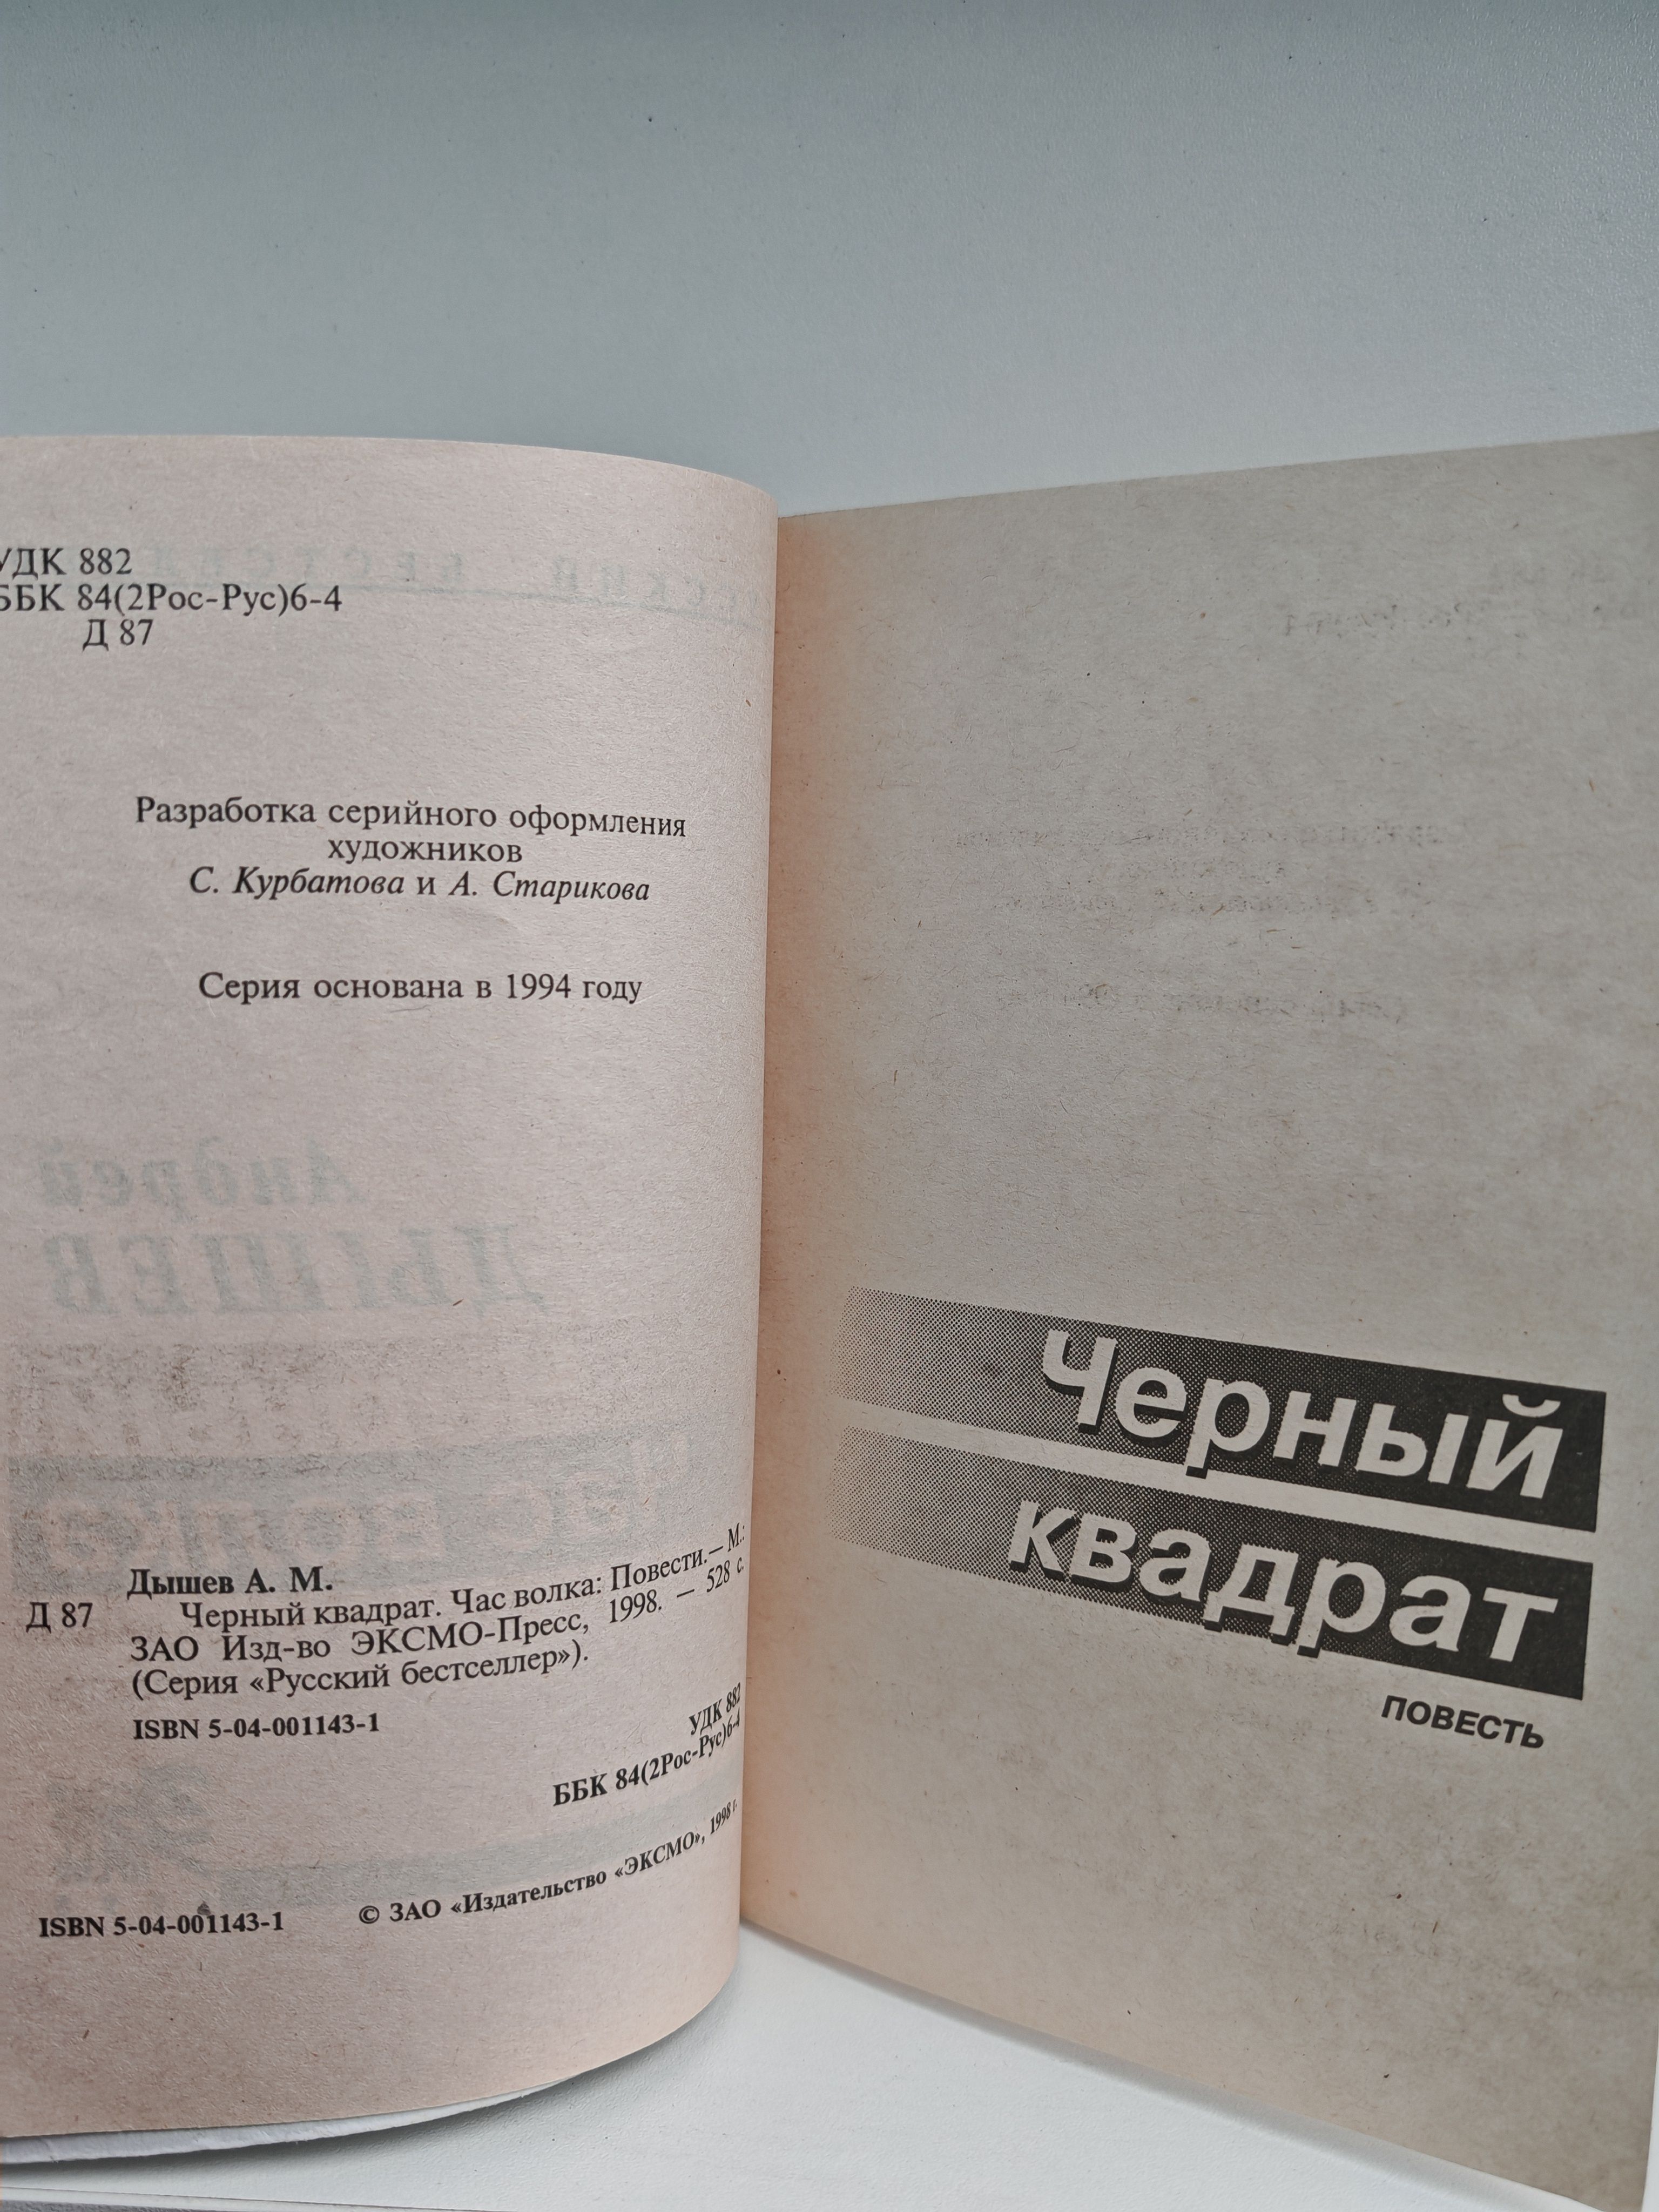 УДК 882
ББК 84(2Рос-Рус)6-4
Д 87
Разработка серийного оформления
художников
С. Курбатова и А. Старикова
Серия основана в 1994 году
Дышев А. М.
Д 87 Черный квадрат. Час волка: Повести. — М.:
ЗАО Изд-во ЭКСМО-Пресс, 1998. — 528 с.
(Серия «Русский бестселлер»).
ISBN 5-04-001143-1
УДК 882
ББК 84(2Рос-Рус)6-4
ISBN 5-04-001143-1 © ЗАО «Издательство «ЭКСМО», 1998 г.
Черный
квадрат
ПОВЕСТЬ